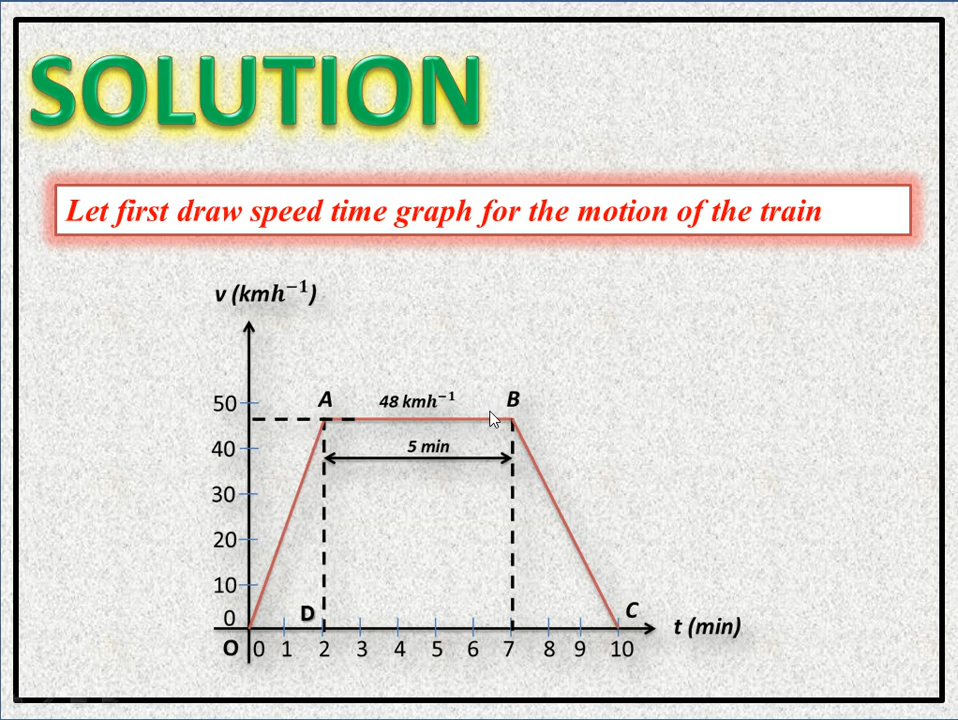 SOLUTION
Let first draw speed time graph for the motion of the train
v (kmh⁻¹)
50 A 48 kmh⁻¹ B
40 5 min
30
20
10
0 D C
t (min)
O 0 1 2 3 4 5 6 7 8 9 10